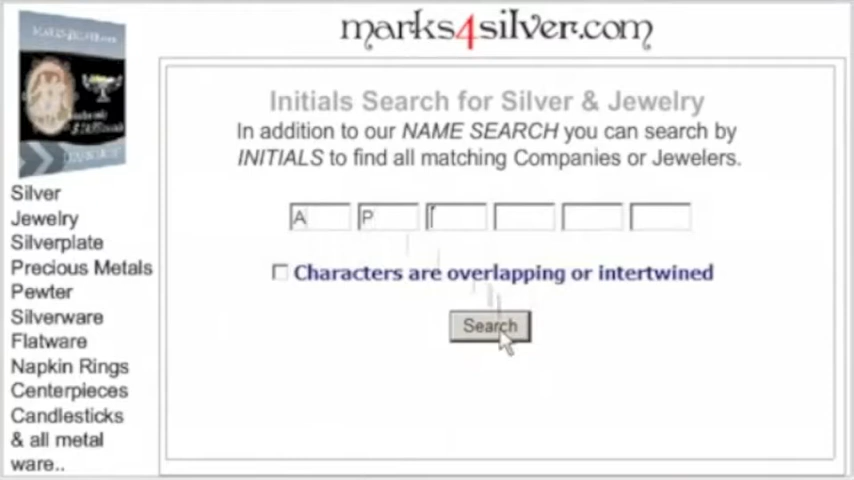 marks4silver.com
Initials Search for Silver & Jewelry
In addition to our NAME SEARCH you can search by
INITIALS to find all matching Companies or Jewelers.
A P
Characters are overlapping or intertwined
Search
Silver
Jewelry
Silverplate
Precious Metals
Pewter
Silverware
Flatware
Napkin Rings
Centerpieces
Candlesticks
& all metal
ware..